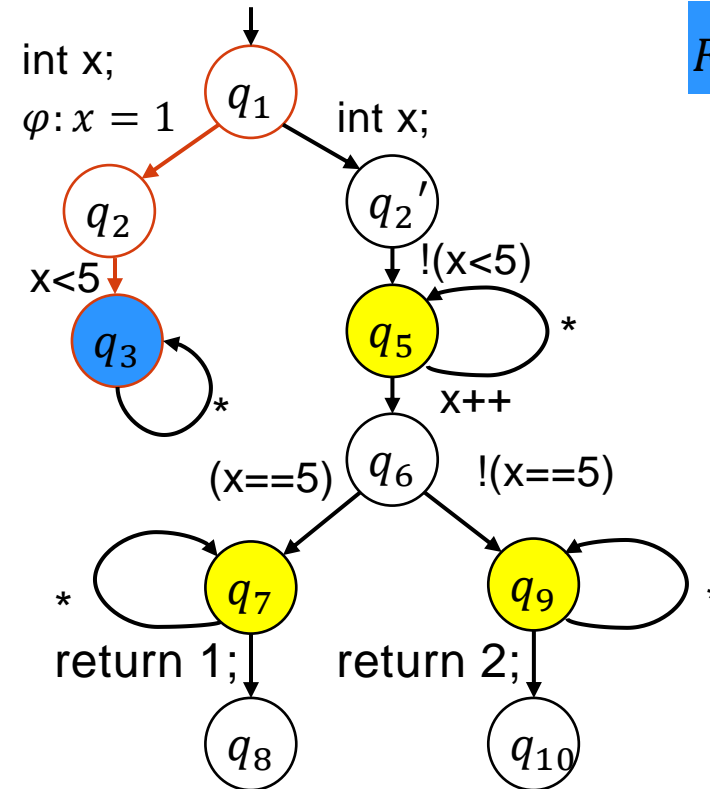 F
int x;
φ: x = 1
q₁
int x;
q₂
q₂′
x<5
!(x<5)
q₃
q₅
*
*
x++
q₆
(x==5)
!(x==5)
*
q₇
q₉
return 1;
return 2;
q₈
q₁₀